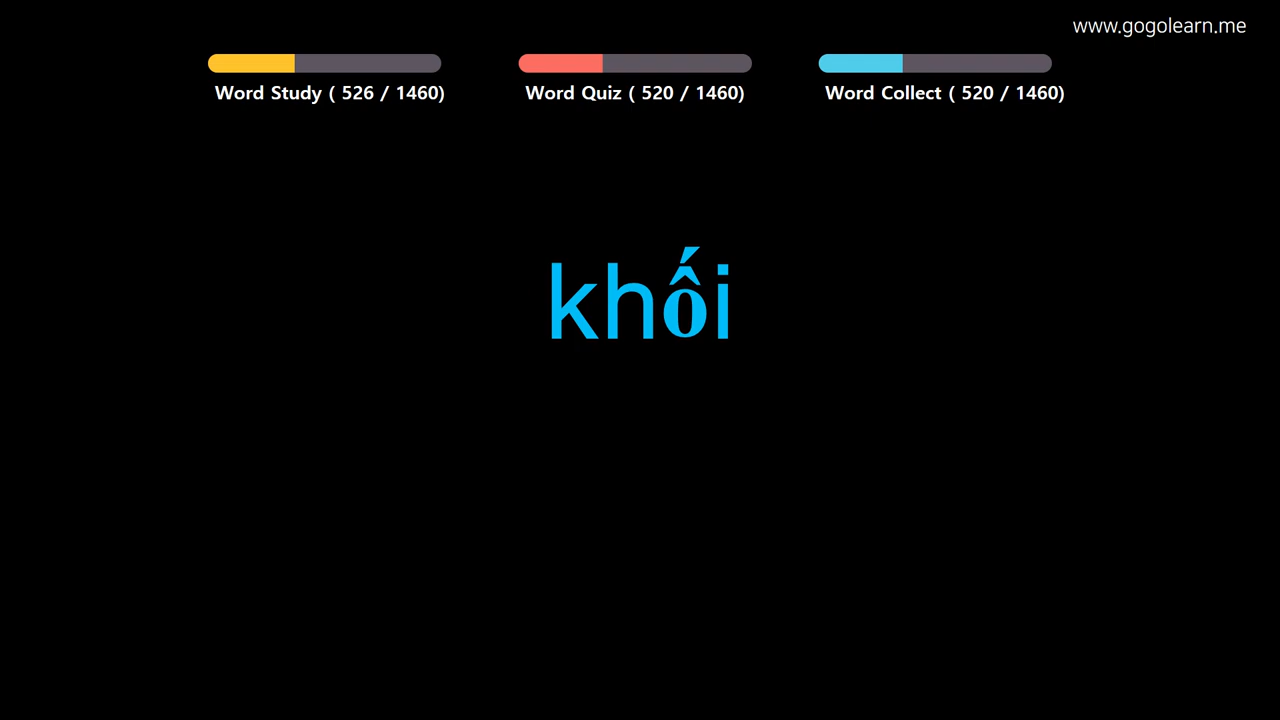 www.gogolearn.me
Word Study ( 526 / 1460)
Word Quiz ( 520 / 1460)
Word Collect ( 520 / 1460)
khối